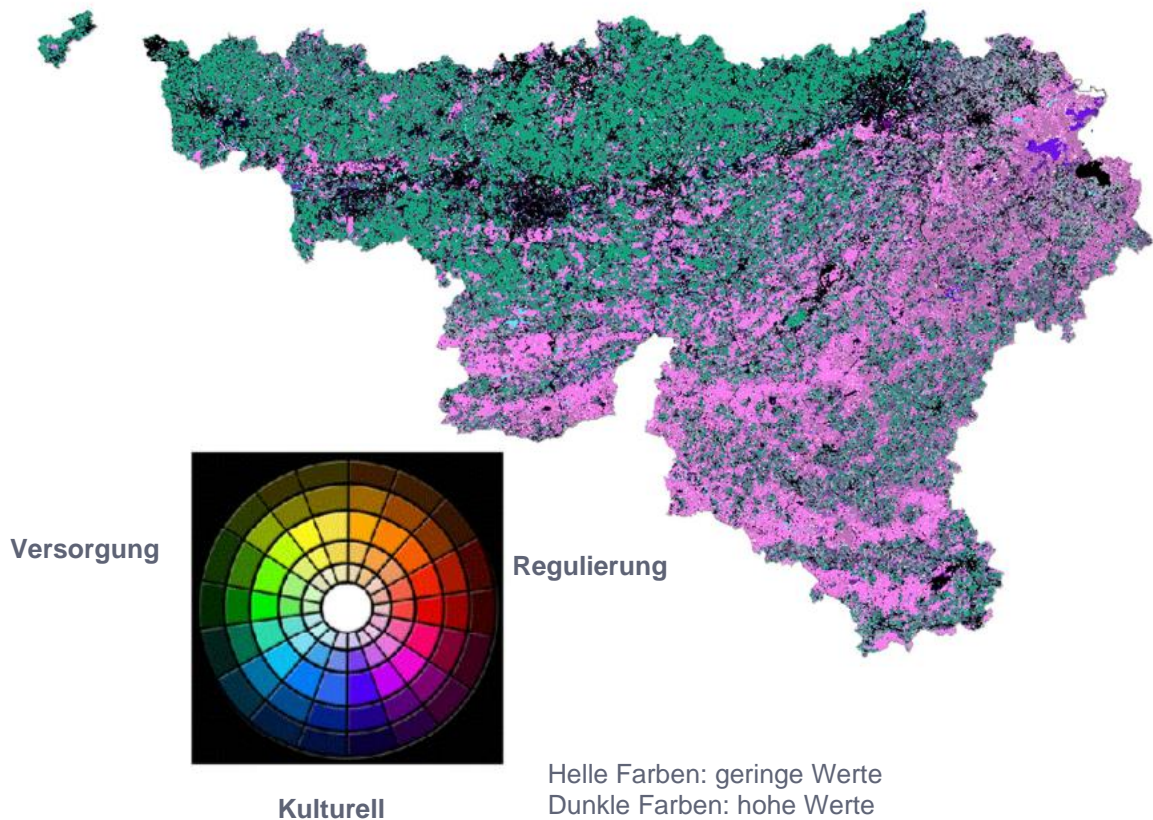 Versorgung
Regulierung
Kulturell
Helle Farben: geringe Werte
Dunkle Farben: hohe Werte